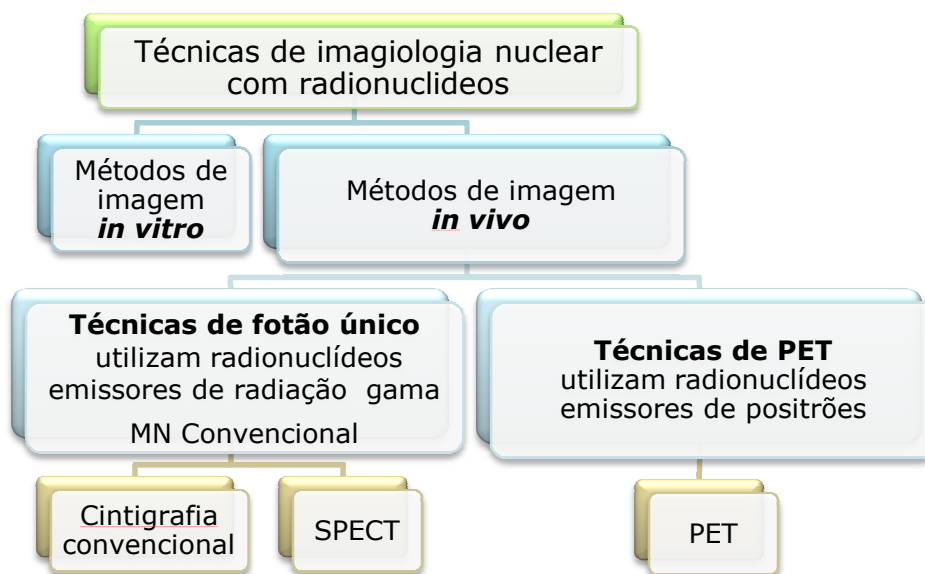 Técnicas de imagiologia nuclear
com radionuclideos
Métodos de
imagem
in vitro
Métodos de imagem
in vivo
Técnicas de fotão único
utilizam radionuclídeos
emissores de radiação gama
MN Convencional
Técnicas de PET
utilizam radionuclídeos
emissores de positrões
Cintigrafia
convencional
SPECT
PET